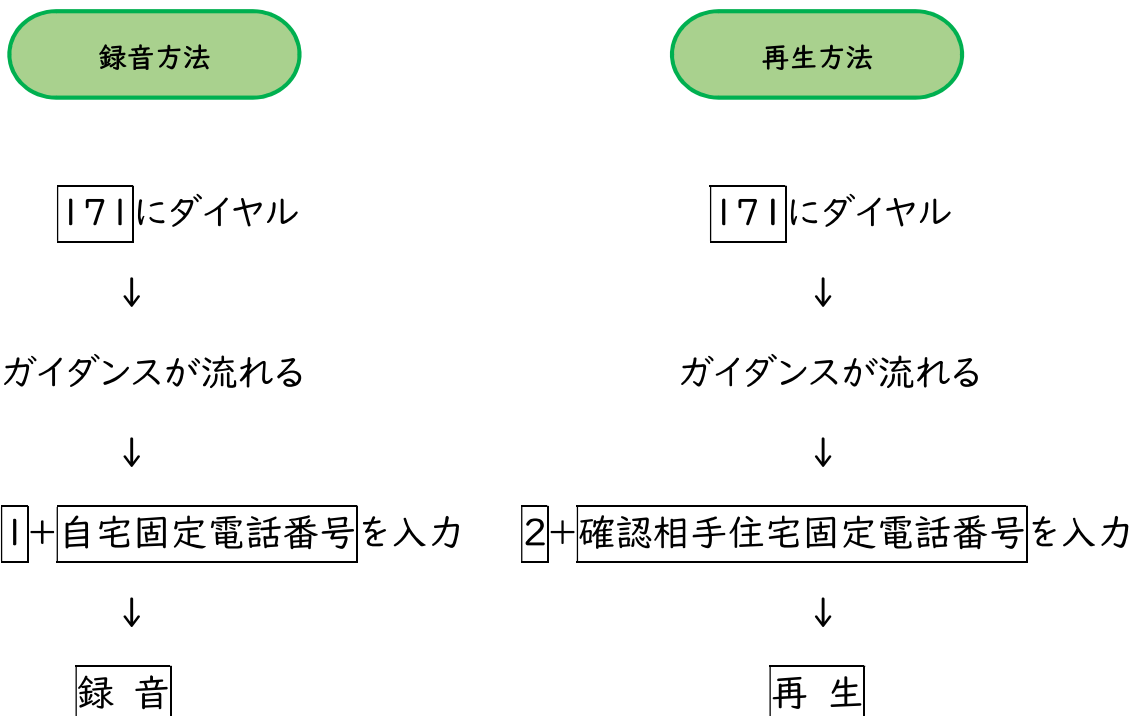 録音方法
171にダイヤル
↓
ガイダンスが流れる
↓
1+自宅固定電話番号を入力
↓
録 音
再生方法
171にダイヤル
↓
ガイダンスが流れる
↓
2+確認相手住宅固定電話番号を入力
↓
再 生